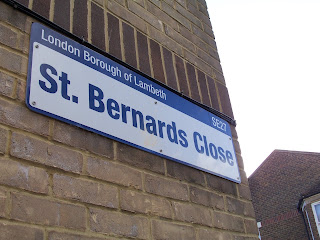 London Borough of Lambeth
SE27
St. Bernards Close